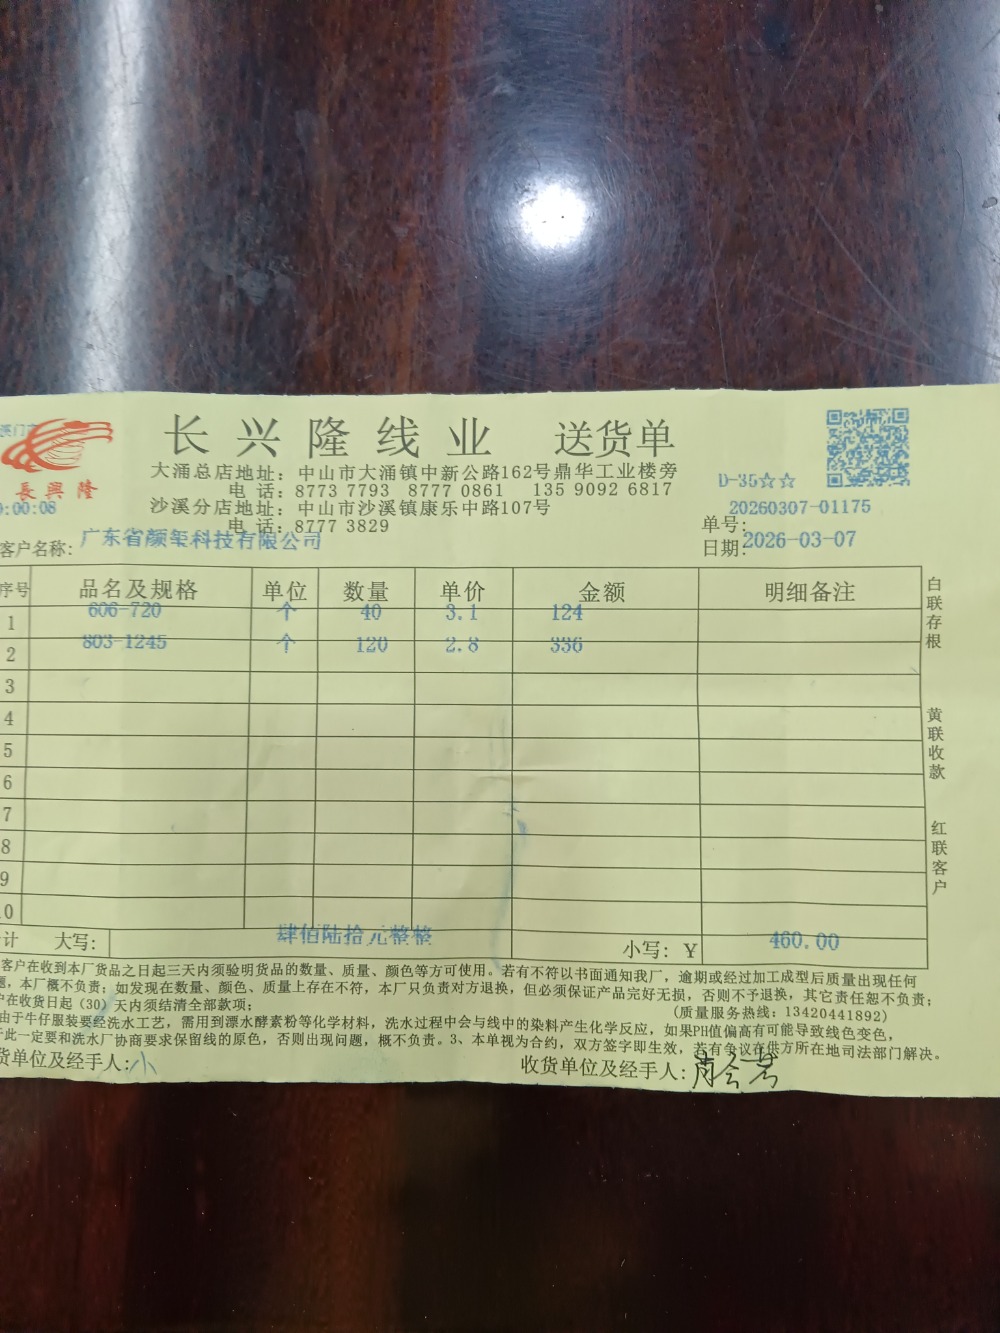 长兴隆线业 送货单
長興隆
大涌总店地址：中山市大涌镇中新公路162号鼎华工业楼旁
电 话：8773 7793 8770 0861 135 9092 6817
D-35☆☆
沙溪分店地址：中山市沙溪镇康乐中路107号
电 话：8777 3829
:00:08
单号：20260307-01175
客户名称：广东省颜玺科技有限公司
日期：2026-03-07
序号 品名及规格 单位 数量 单价 金额 明细备注
1 606-720 个 40 3.1 124
2 803-1245 个 120 2.8 336
3
4
5
6
7
8
9
0
计 大写：肆佰陆拾元整整 小写：¥ 460.00
白联存根
黄联收款
红联客户
客户在收到本厂货品之日起三天内须验明货品的数量、质量、颜色等方可使用。若有不符以书面通知我厂，逾期或经过加工成型后质量出现任何
题，本厂概不负责；如发现在数量、颜色、质量上存在不符，本厂只负责对方退换，但必须保证产品完好无损，否则不予退换，其它责任恕不负责；
户在收货日起（30）天内须结清全部款项； （质量服务热线：13420441892）
由于牛仔服装要经洗水工艺，需用到漂水酵素粉等化学材料，洗水过程中会与线中的染料产生化学反应，如果PH值偏高有可能导致线色变色，
于此一定要和洗水厂协商要求保留线的原色，否则出现问题，概不负责。3、本单视为合约，双方签字即生效，若有争议在供方所在地司法部门解决。
货单位及经手人：小
收货单位及经手人：肖会芳